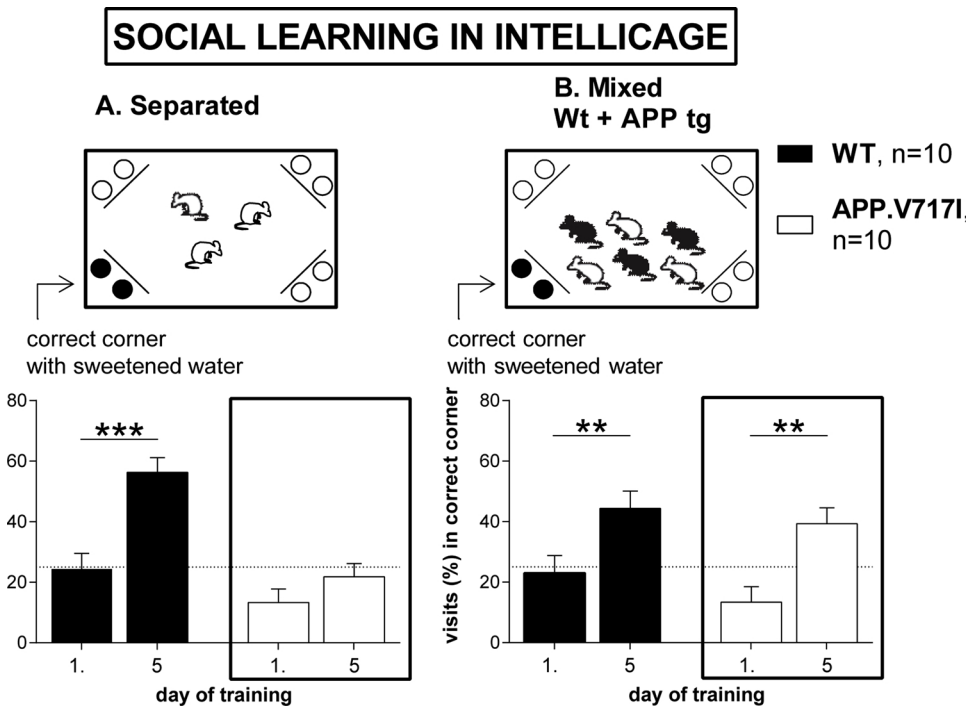 SOCIAL LEARNING IN INTELLICAGE
A. Separated
B. Mixed
Wt + APP tg
WT, n=10
APP.V717I,
n=10
correct corner
with sweetened water
correct corner
with sweetened water
80
60
40
20
0
***
1.
5
1.
5
day of training
visits (%) in correct corner
80
60
40
20
0
**
**
1.
5
1.
5
day of training